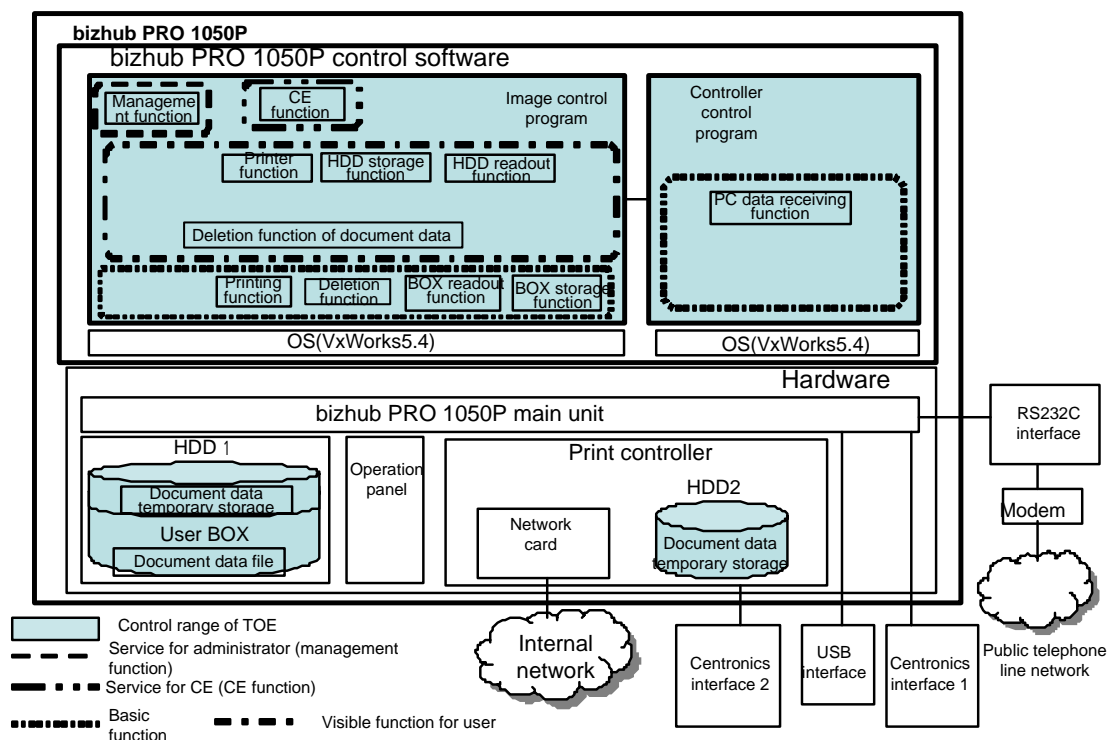 bizhub PRO 1050P
bizhub PRO 1050P control software
Manageme
nt function
CE
function
Image control
program
Controller
control
program
Printer
function
HDD storage
function
HDD readout
function
PC data receiving
function
Deletion function of document data
Printing
function
Deletion
function
BOX readout
function
BOX storage
function
OS(VxWorks5.4)
OS(VxWorks5.4)
Hardware
bizhub PRO 1050P main unit
RS232C
interface
HDD 1
Document data
temporary storage
User BOX
Document data file
Operation
panel
Print controller
Network
card
HDD2
Document data
temporary storage
Modem
Public telephone
line network
Internal
network
Centronics
interface 2
USB
interface
Centronics
interface 1
Control range of TOE
Service for administrator (management
function)
Service for CE (CE function)
Basic
function
Visible function for user